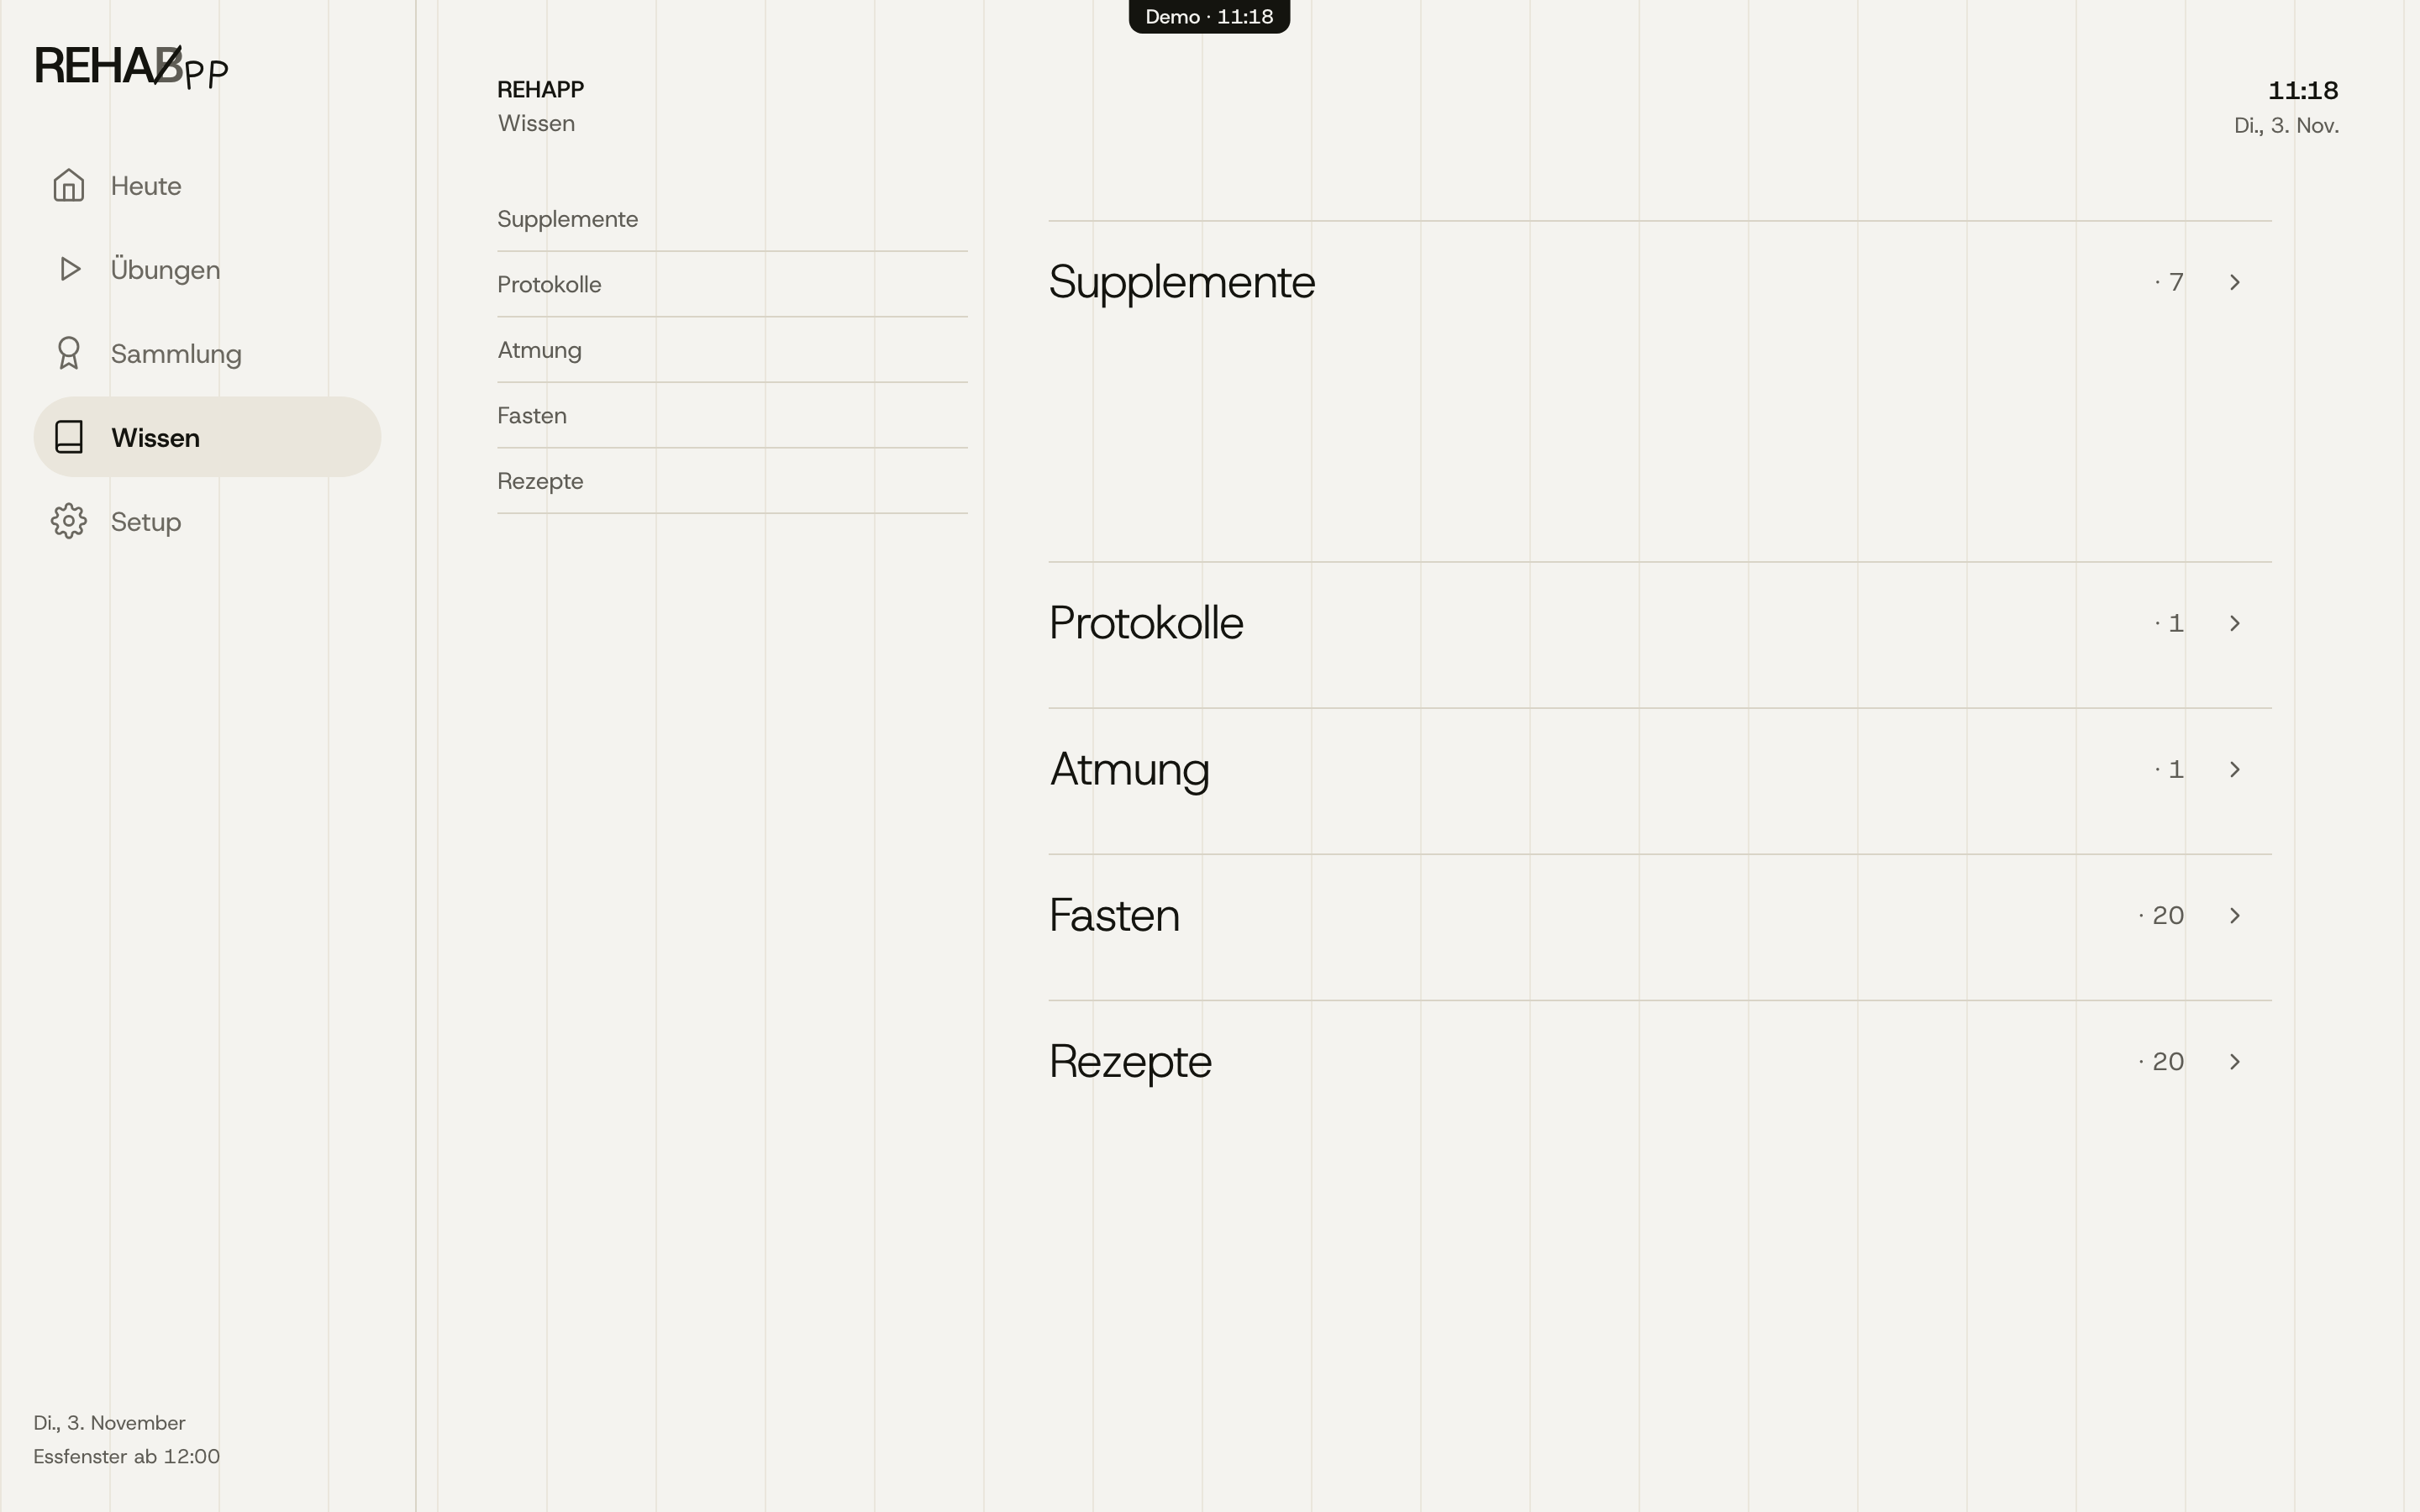 Demo · 11:18
REHABPP
Heute
Übungen
Sammlung
Wissen
Setup
Di., 3. November
Essfenster ab 12:00
REHAPP
Wissen
11:18
Di., 3. Nov.
Supplemente
Protokolle
Atmung
Fasten
Rezepte
Supplemente · 7
Protokolle · 1
Atmung · 1
Fasten · 20
Rezepte · 20